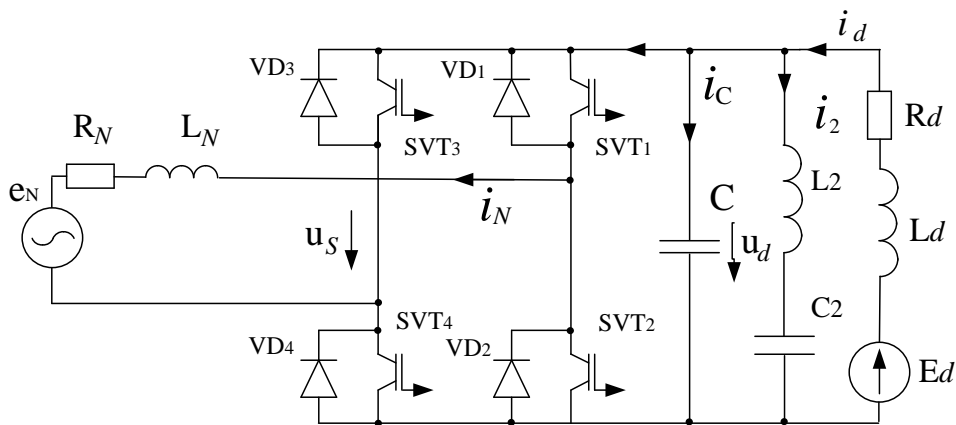 i_d
VD3
VD1
i_C
i_2
R_d
R_N
L_N
SVT3
SVT1
e_N
L2
i_N
C
u_d
L_d
u_S
SVT4
SVT2
C2
VD4
VD2
E_d